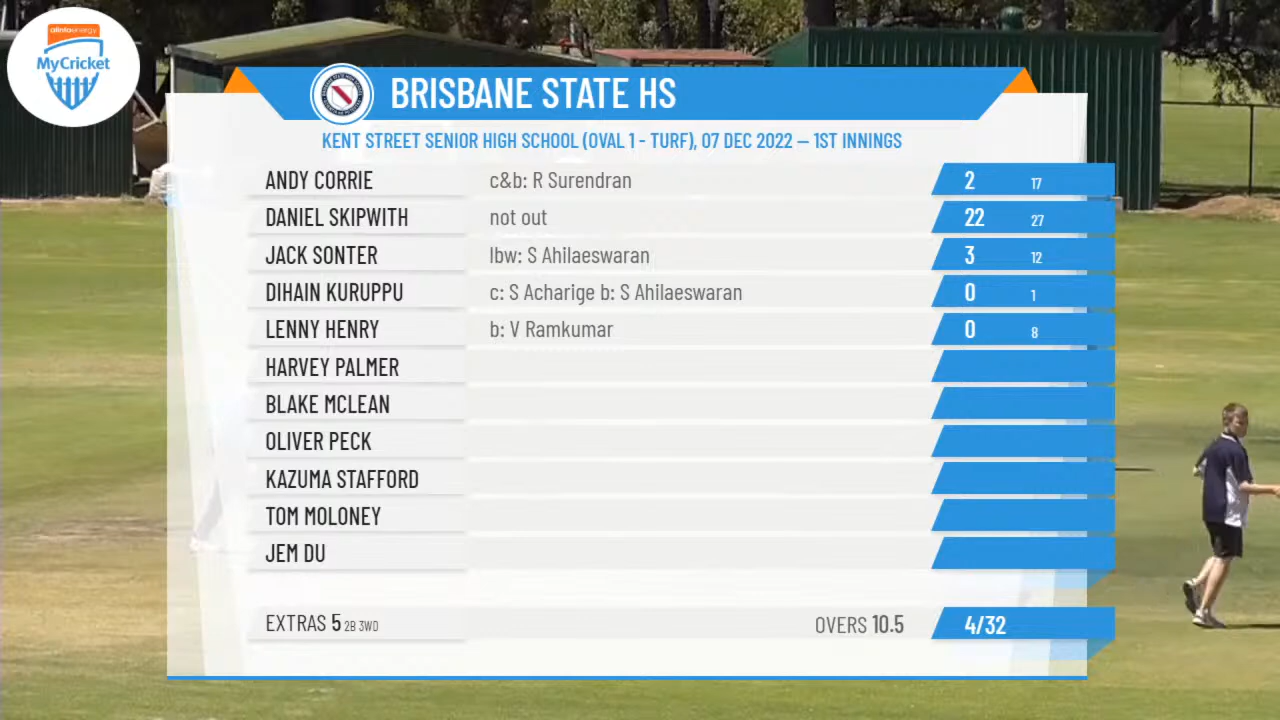 alintaenergy
MyCricket
BRISBANE STATE HS
KENT STREET SENIOR HIGH SCHOOL (OVAL 1 - TURF), 07 DEC 2022 – 1ST INNINGS
ANDY CORRIE c&b: R Surendran 2 17
DANIEL SKIPWITH not out 22 27
JACK SONTER lbw: S Ahilaeswaran 3 12
DIHAIN KURUPPU c: S Acharige b: S Ahilaeswaran 0 1
LENNY HENRY b: V Ramkumar 0 8
HARVEY PALMER
BLAKE MCLEAN
OLIVER PECK
KAZUMA STAFFORD
TOM MOLONEY
JEM DU
EXTRAS 5 2B 3WD OVERS 10.5 4/32